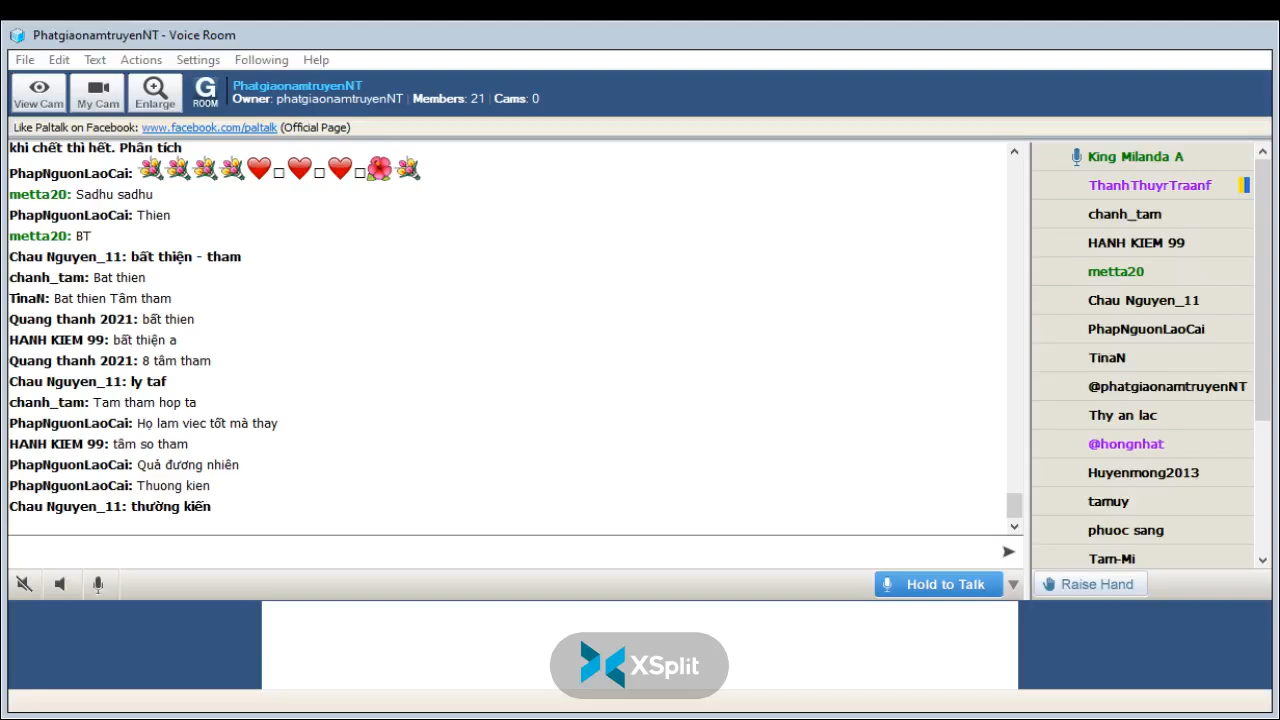 PhatgiaonamtruyenNT - Voice Room
File Edit Text Actions Settings Following Help
View Cam My Cam Enlarge G ROOM
PhatgiaonamtruyenNT
Owner: phatgiaonamtruyenNT | Members: 21 | Cams: 0
Like Paltalk on Facebook: www.facebook.com/paltalk (Official Page)
khi chết thì hết. Phân tích
PhapNguonLaoCai:
metta20: Sadhu sadhu
PhapNguonLaoCai: Thien
metta20: BT
Chau Nguyen_11: bất thiện - tham
chanh_tam: Bat thien
TinaN: Bat thien Tâm tham
Quang thanh 2021: bất thien
HANH KIEM 99: bất thiện a
Quang thanh 2021: 8 tâm tham
Chau Nguyen_11: ly taf
chanh_tam: Tam tham hop ta
PhapNguonLaoCai: Họ lam viec tốt mà thay
HANH KIEM 99: tâm so tham
PhapNguonLaoCai: Quả đương nhiên
PhapNguonLaoCai: Thuong kien
Chau Nguyen_11: thường kiến
King Milanda A
ThanhThuyrTraanf
chanh_tam
HANH KIEM 99
metta20
Chau Nguyen_11
PhapNguonLaoCai
TinaN
@phatgiaonamtruyenNT
Thy an lac
@hongnhat
Huyenmong2013
tamuy
phuoc sang
Tam-Mi
Hold to Talk
Raise Hand
XSplit